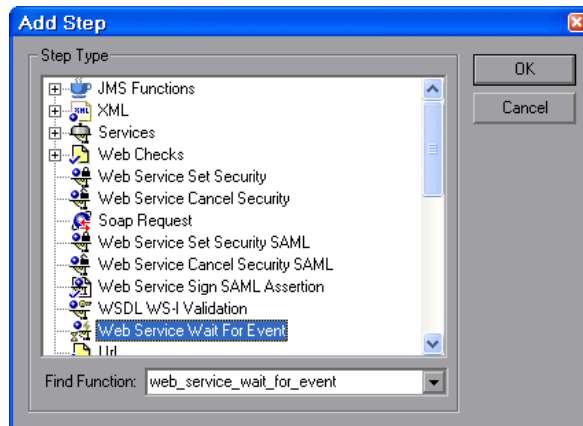 Add Step
Step Type
OK
Cancel
JMS Functions
XML
Services
Web Checks
Web Service Set Security
Web Service Cancel Security
Soap Request
Web Service Set Security SAML
Web Service Cancel Security SAML
Web Service Sign SAML Assertion
WSDL WS-I Validation
Web Service Wait For Event
Url
Find Function: web_service_wait_for_event